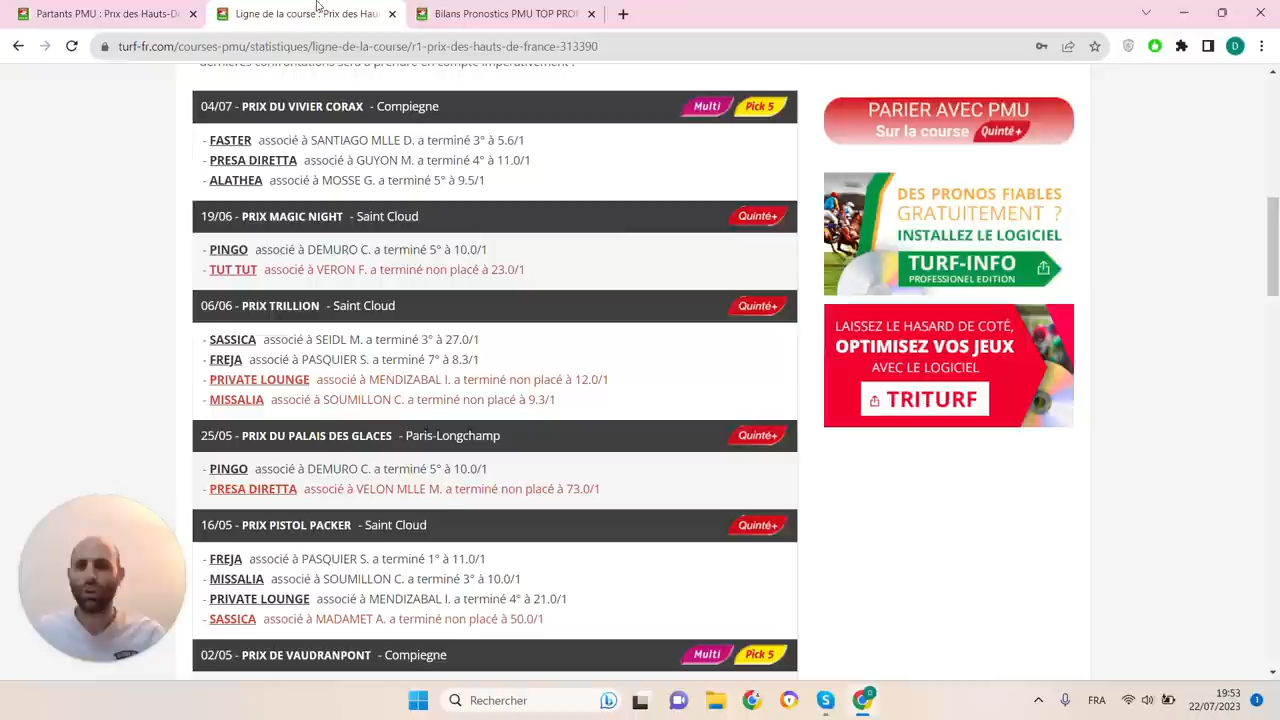 Partants PMU : Prix des Hauts-De
Ligne de la course : Prix des Hau
Bilans Prostics PMU TOP PRO
turf-fr.com/courses-pmu/statistiques/ligne-de-la-course/r1-prix-des-hauts-de-france-313390
D
dernières confrontations sera à prendre en compte impérativement !
04/07 - PRIX DU VIVIER CORAX - Compiegne Multi Pick 5
- FASTER associé à SANTIAGO MLLE D. a terminé 3° à 5.6/1
- PRESA DIRETTA associé à GUYON M. a terminé 4° à 11.0/1
- ALATHEA associé à MOSSE G. a terminé 5° à 9.5/1
19/06 - PRIX MAGIC NIGHT - Saint Cloud Quinté+
- PINGO associé à DEMURO C. a terminé 5° à 10.0/1
- TUT TUT associé à VERON F. a terminé non placé à 23.0/1
06/06 - PRIX TRILLION - Saint Cloud Quinté+
- SASSICA associé à SEIDL M. a terminé 3° à 27.0/1
- FREJA associé à PASQUIER S. a terminé 7° à 8.3/1
- PRIVATE LOUNGE associé à MENDIZABAL I. a terminé non placé à 12.0/1
- MISSALIA associé à SOUMILLON C. a terminé non placé à 9.3/1
25/05 - PRIX DU PALAIS DES GLACES - Paris-Longchamp Quinté+
- PINGO associé à DEMURO C. a terminé 5° à 10.0/1
- PRESA DIRETTA associé à VELON MLLE M. a terminé non placé à 73.0/1
16/05 - PRIX PISTOL PACKER - Saint Cloud Quinté+
- FREJA associé à PASQUIER S. a terminé 1° à 11.0/1
- MISSALIA associé à SOUMILLON C. a terminé 3° à 10.0/1
- PRIVATE LOUNGE associé à MENDIZABAL I. a terminé 4° à 21.0/1
- SASSICA associé à MADAMET A. a terminé non placé à 50.0/1
02/05 - PRIX DE VAUDRANPONT - Compiegne Multi Pick 5
PARIER AVEC PMU
Sur la course Quinté+
DES PRONOS FIABLES
GRATUITEMENT ?
INSTALLEZ LE LOGICIEL
TURF-INFO
PROFESSIONEL EDITION
LAISSEZ LE HASARD DE COTÉ,
OPTIMISEZ VOS JEUX
AVEC LE LOGICIEL
TRITURF
Rechercher
FRA
19:53
22/07/2023